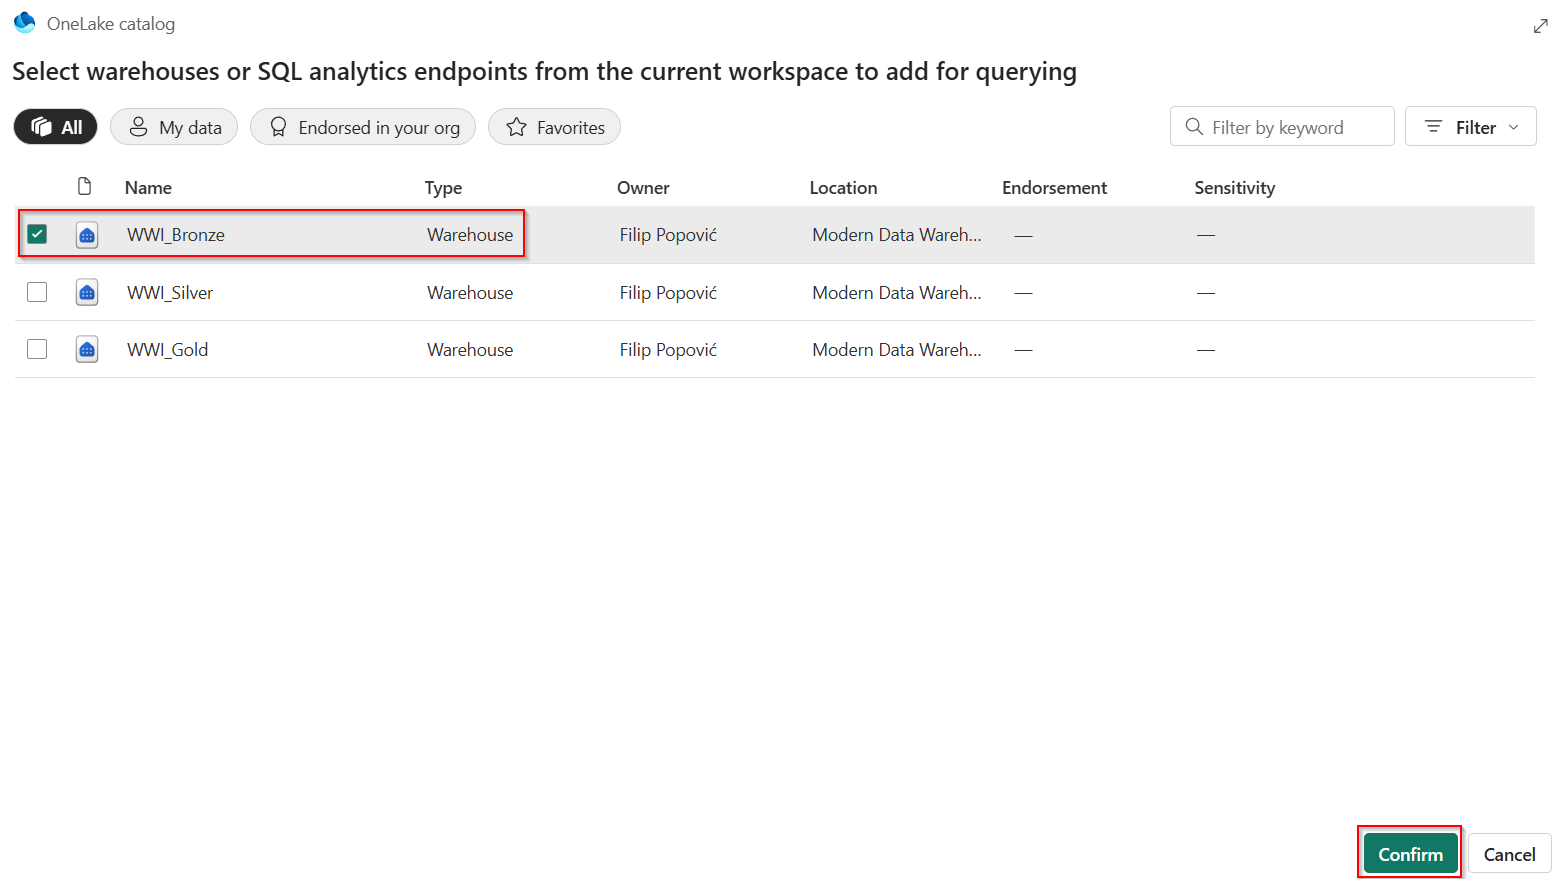 OneLake catalog
Select warehouses or SQL analytics endpoints from the current workspace to add for querying
All My data Endorsed in your org Favorites Filter by keyword Filter
Name Type Owner Location Endorsement Sensitivity
WWI_Bronze Warehouse Filip Popović Modern Data Wareh... — —
WWI_Silver Warehouse Filip Popović Modern Data Wareh... — —
WWI_Gold Warehouse Filip Popović Modern Data Wareh... — —
Confirm Cancel